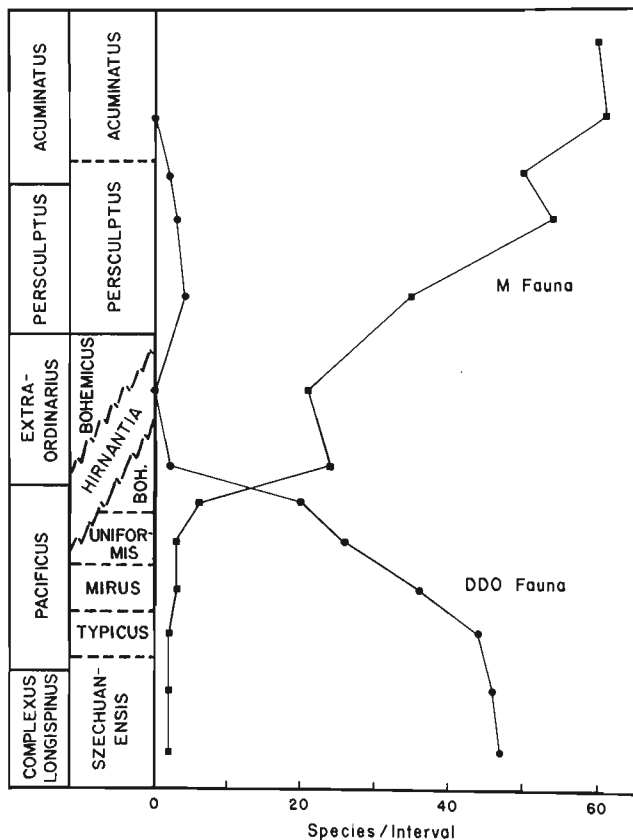 ACUMINATUS
PERSCULPTUS
EXTRA-
ORDINARIUS
PACIFICUS
COMPLEXUS
LONGISPINUS
ACUMINATUS
PERSCULPTUS
BOHEMICUS
HIRNANTIA
BOH.
UNIFOR-
MIS
MIRUS
TYPICUS
SZECHUAN-
ENSIS
M Fauna
DDO Fauna
0 20 40 60
Species/Interval